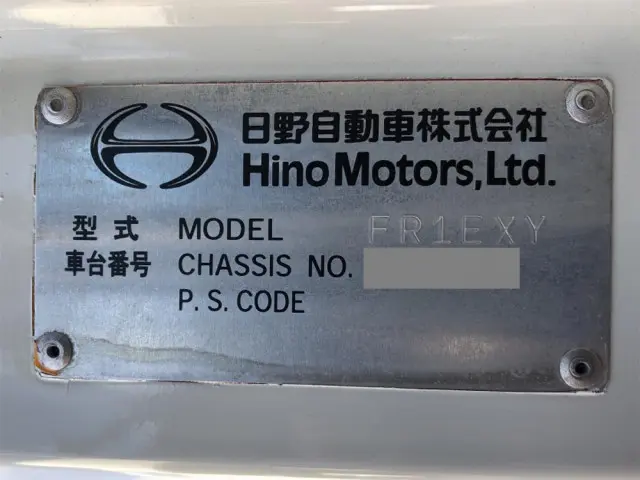 日野自動車株式会社
Hino Motors, Ltd.
型式 MODEL FR1EXY
車台番号 CHASSIS NO.
P. S. CODE